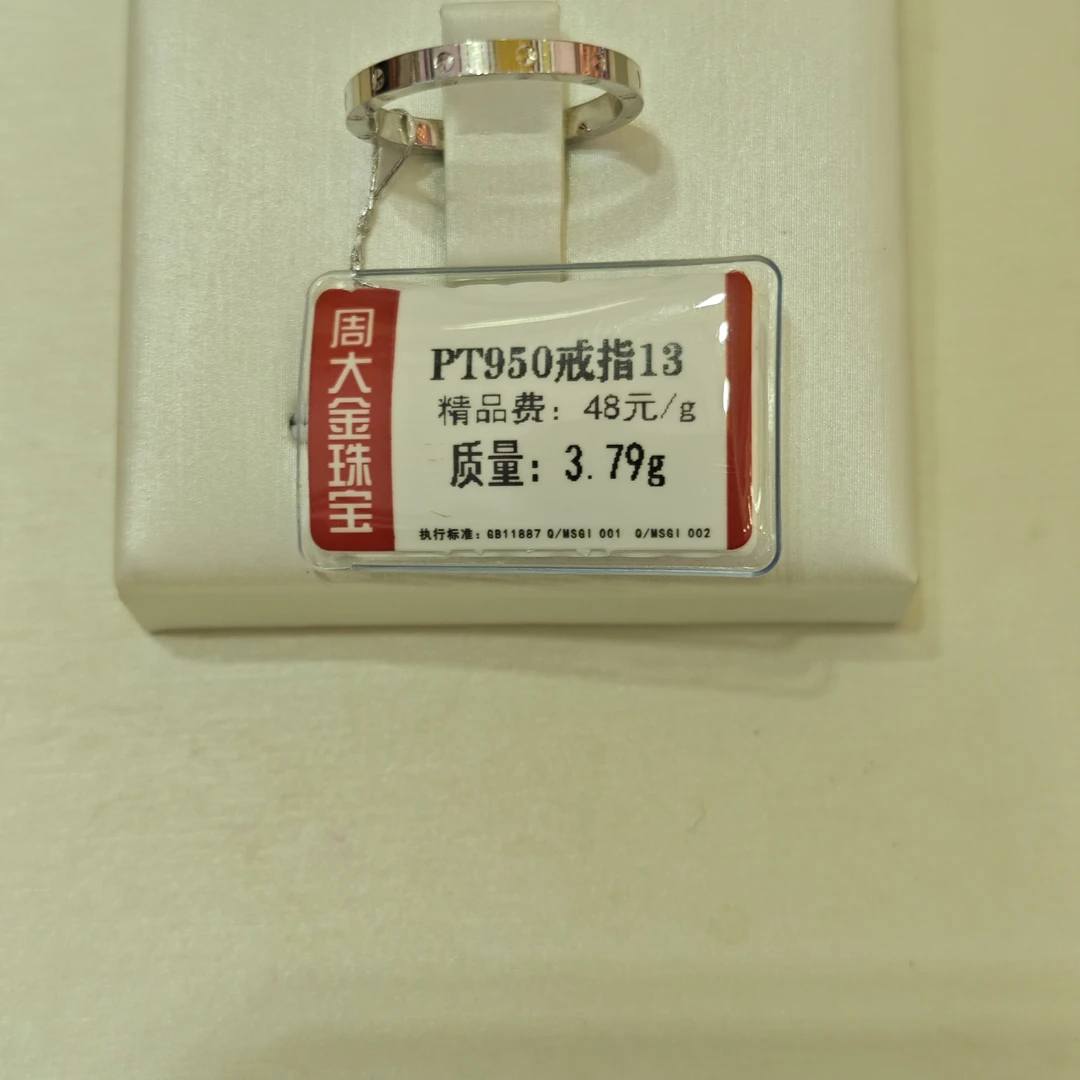 周大金珠宝
PT950戒指13
精品费：48元/g
质量：3.79g
执行标准：GB11887 Q/MSGI 001 Q/MSGI 002